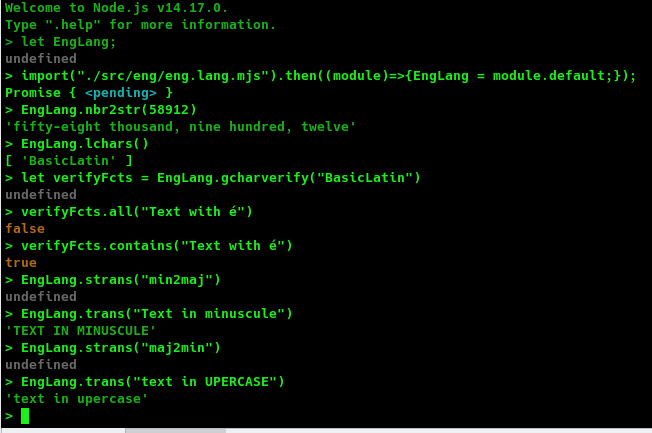 Welcome to Node.js v14.17.0.
Type ".help" for more information.
> let EngLang;
undefined
> import("./src/eng/eng.lang.mjs").then((module)=>{EngLang = module.default;});
Promise { <pending> }
> EngLang.nbr2str(58912)
'fifty-eight thousand, nine hundred, twelve'
> EngLang.lchars()
[ 'BasicLatin' ]
> let verifyFcts = EngLang.gcharverify("BasicLatin")
undefined
> verifyFcts.all("Text with é")
false
> verifyFcts.contains("Text with é")
true
> EngLang.strans("min2maj")
undefined
> EngLang.trans("Text in minuscule")
'TEXT IN MINUSCULE'
> EngLang.strans("maj2min")
undefined
> EngLang.trans("text in UPERCASE")
'text in upercase'
>